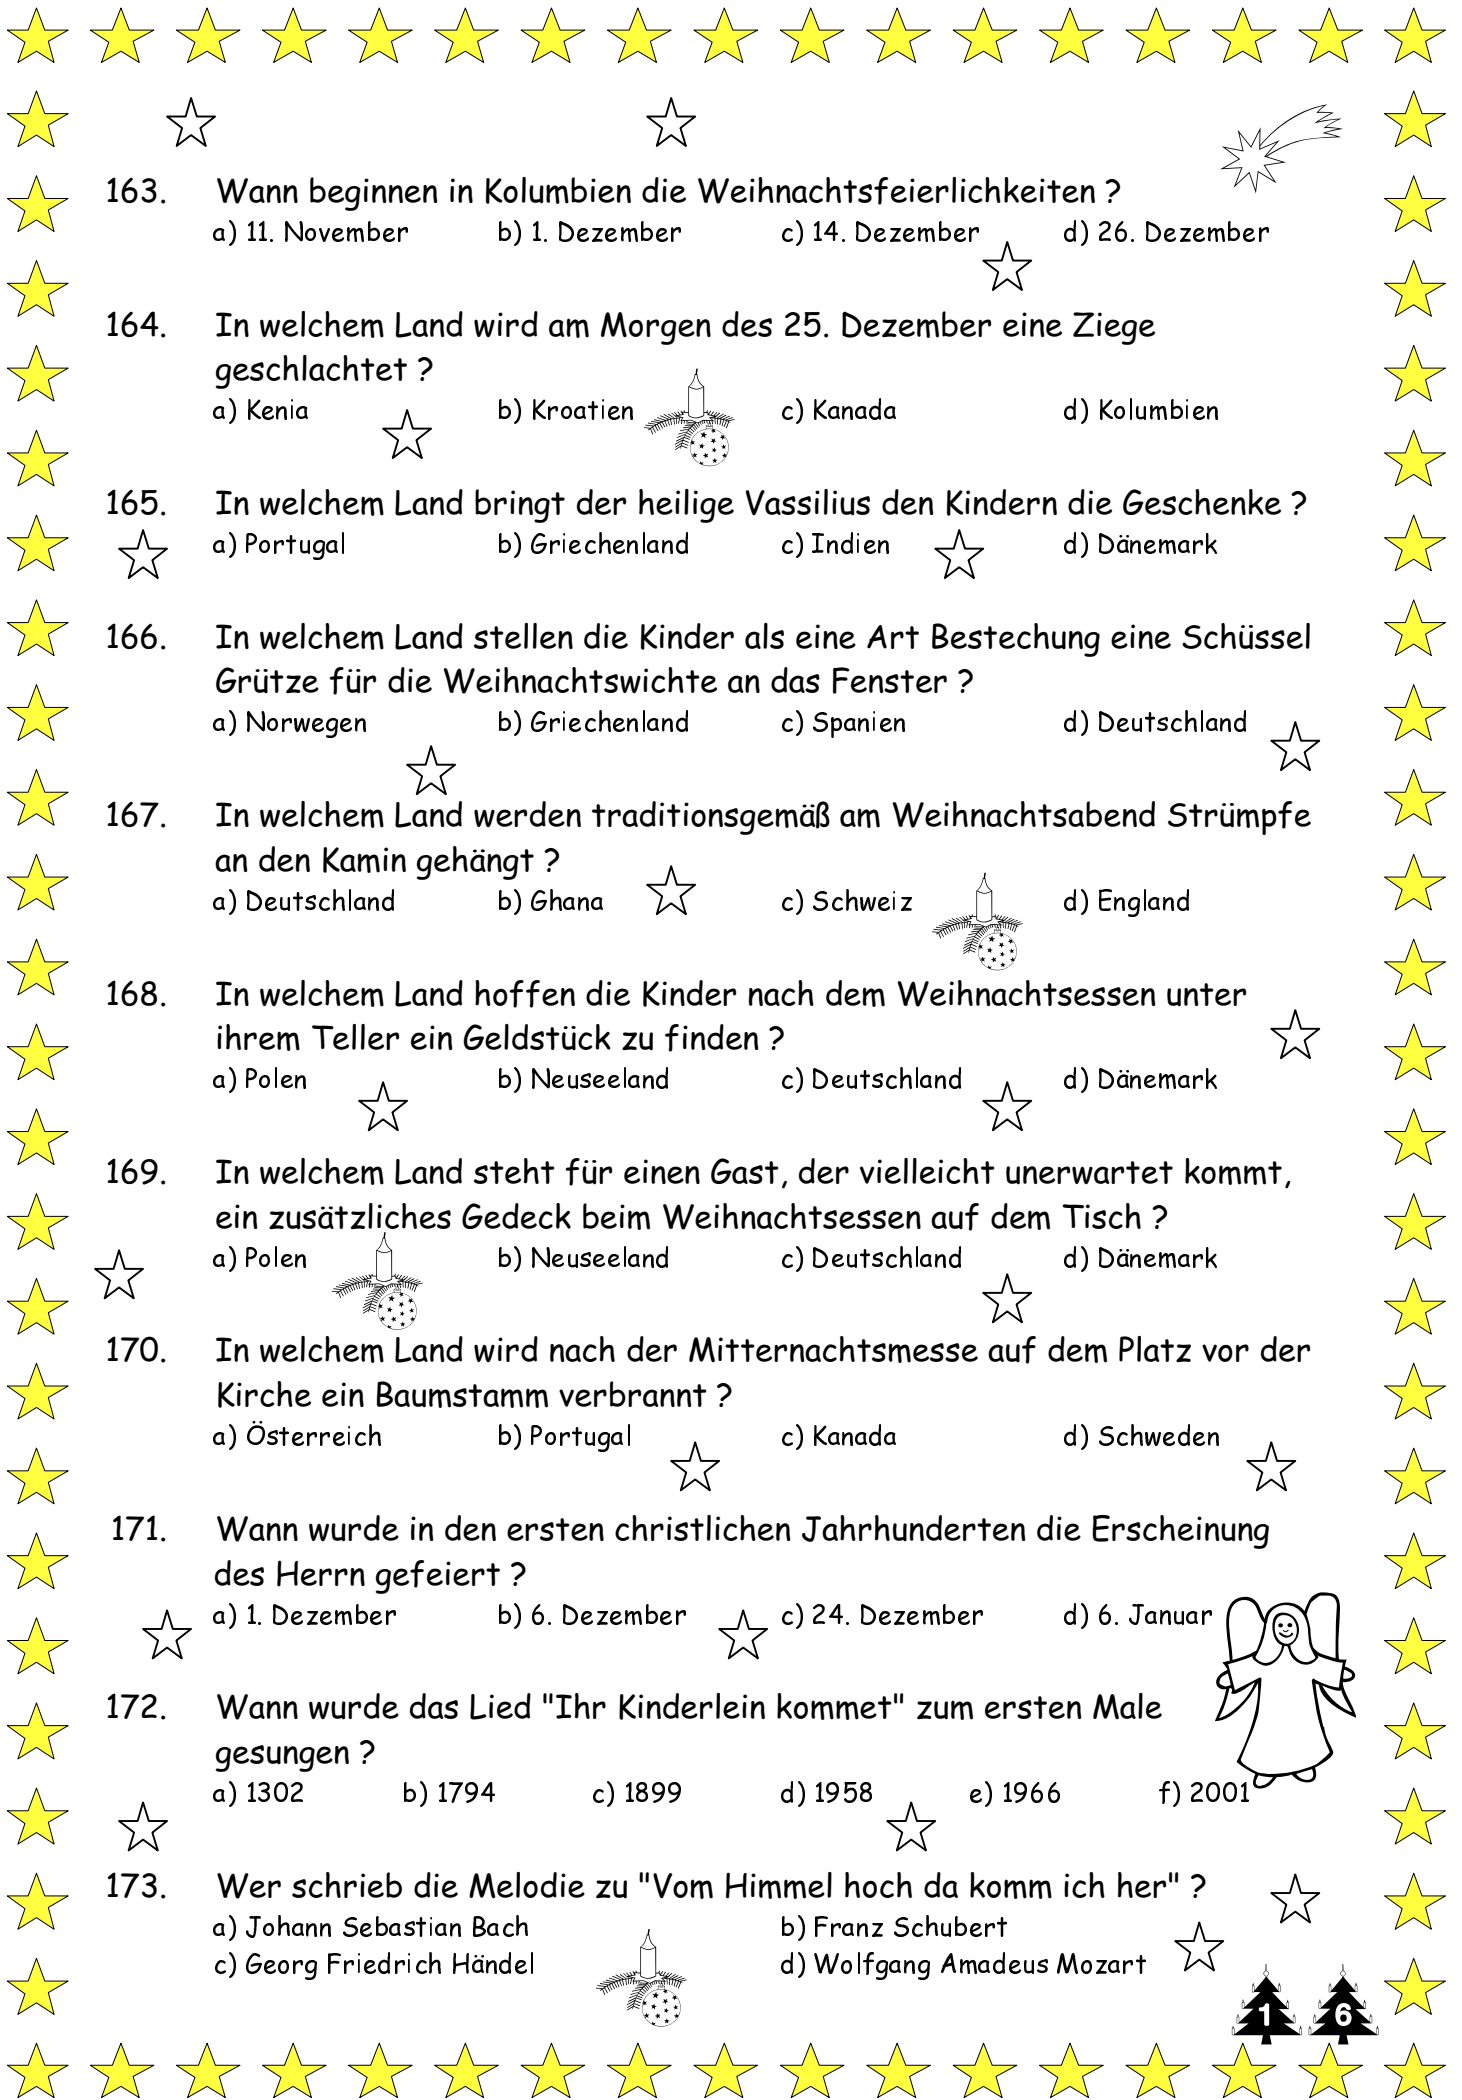 163. Wann beginnen in Kolumbien die Weihnachtsfeierlichkeiten ?
a) 11. November b) 1. Dezember c) 14. Dezember d) 26. Dezember
164. In welchem Land wird am Morgen des 25. Dezember eine Ziege
geschlachtet ?
a) Kenia b) Kroatien c) Kanada d) Kolumbien
165. In welchem Land bringt der heilige Vassilius den Kindern die Geschenke ?
a) Portugal b) Griechenland c) Indien d) Dänemark
166. In welchem Land stellen die Kinder als eine Art Bestechung eine Schüssel
Grütze für die Weihnachtswichte an das Fenster ?
a) Norwegen b) Griechenland c) Spanien d) Deutschland
167. In welchem Land werden traditionsgemäß am Weihnachtsabend Strümpfe
an den Kamin gehängt ?
a) Deutschland b) Ghana c) Schweiz d) England
168. In welchem Land hoffen die Kinder nach dem Weihnachtsessen unter
ihrem Teller ein Geldstück zu finden ?
a) Polen b) Neuseeland c) Deutschland d) Dänemark
169. In welchem Land steht für einen Gast, der vielleicht unerwartet kommt,
ein zusätzliches Gedeck beim Weihnachtsessen auf dem Tisch ?
a) Polen b) Neuseeland c) Deutschland d) Dänemark
170. In welchem Land wird nach der Mitternachtsmesse auf dem Platz vor der
Kirche ein Baumstamm verbrannt ?
a) Österreich b) Portugal c) Kanada d) Schweden
171. Wann wurde in den ersten christlichen Jahrhunderten die Erscheinung
des Herrn gefeiert ?
a) 1. Dezember b) 6. Dezember c) 24. Dezember d) 6. Januar
172. Wann wurde das Lied "Ihr Kinderlein kommet" zum ersten Male
gesungen ?
a) 1302 b) 1794 c) 1899 d) 1958 e) 1966 f) 2001
173. Wer schrieb die Melodie zu "Vom Himmel hoch da komm ich her" ?
a) Johann Sebastian Bach b) Franz Schubert
c) Georg Friedrich Händel d) Wolfgang Amadeus Mozart
1 6